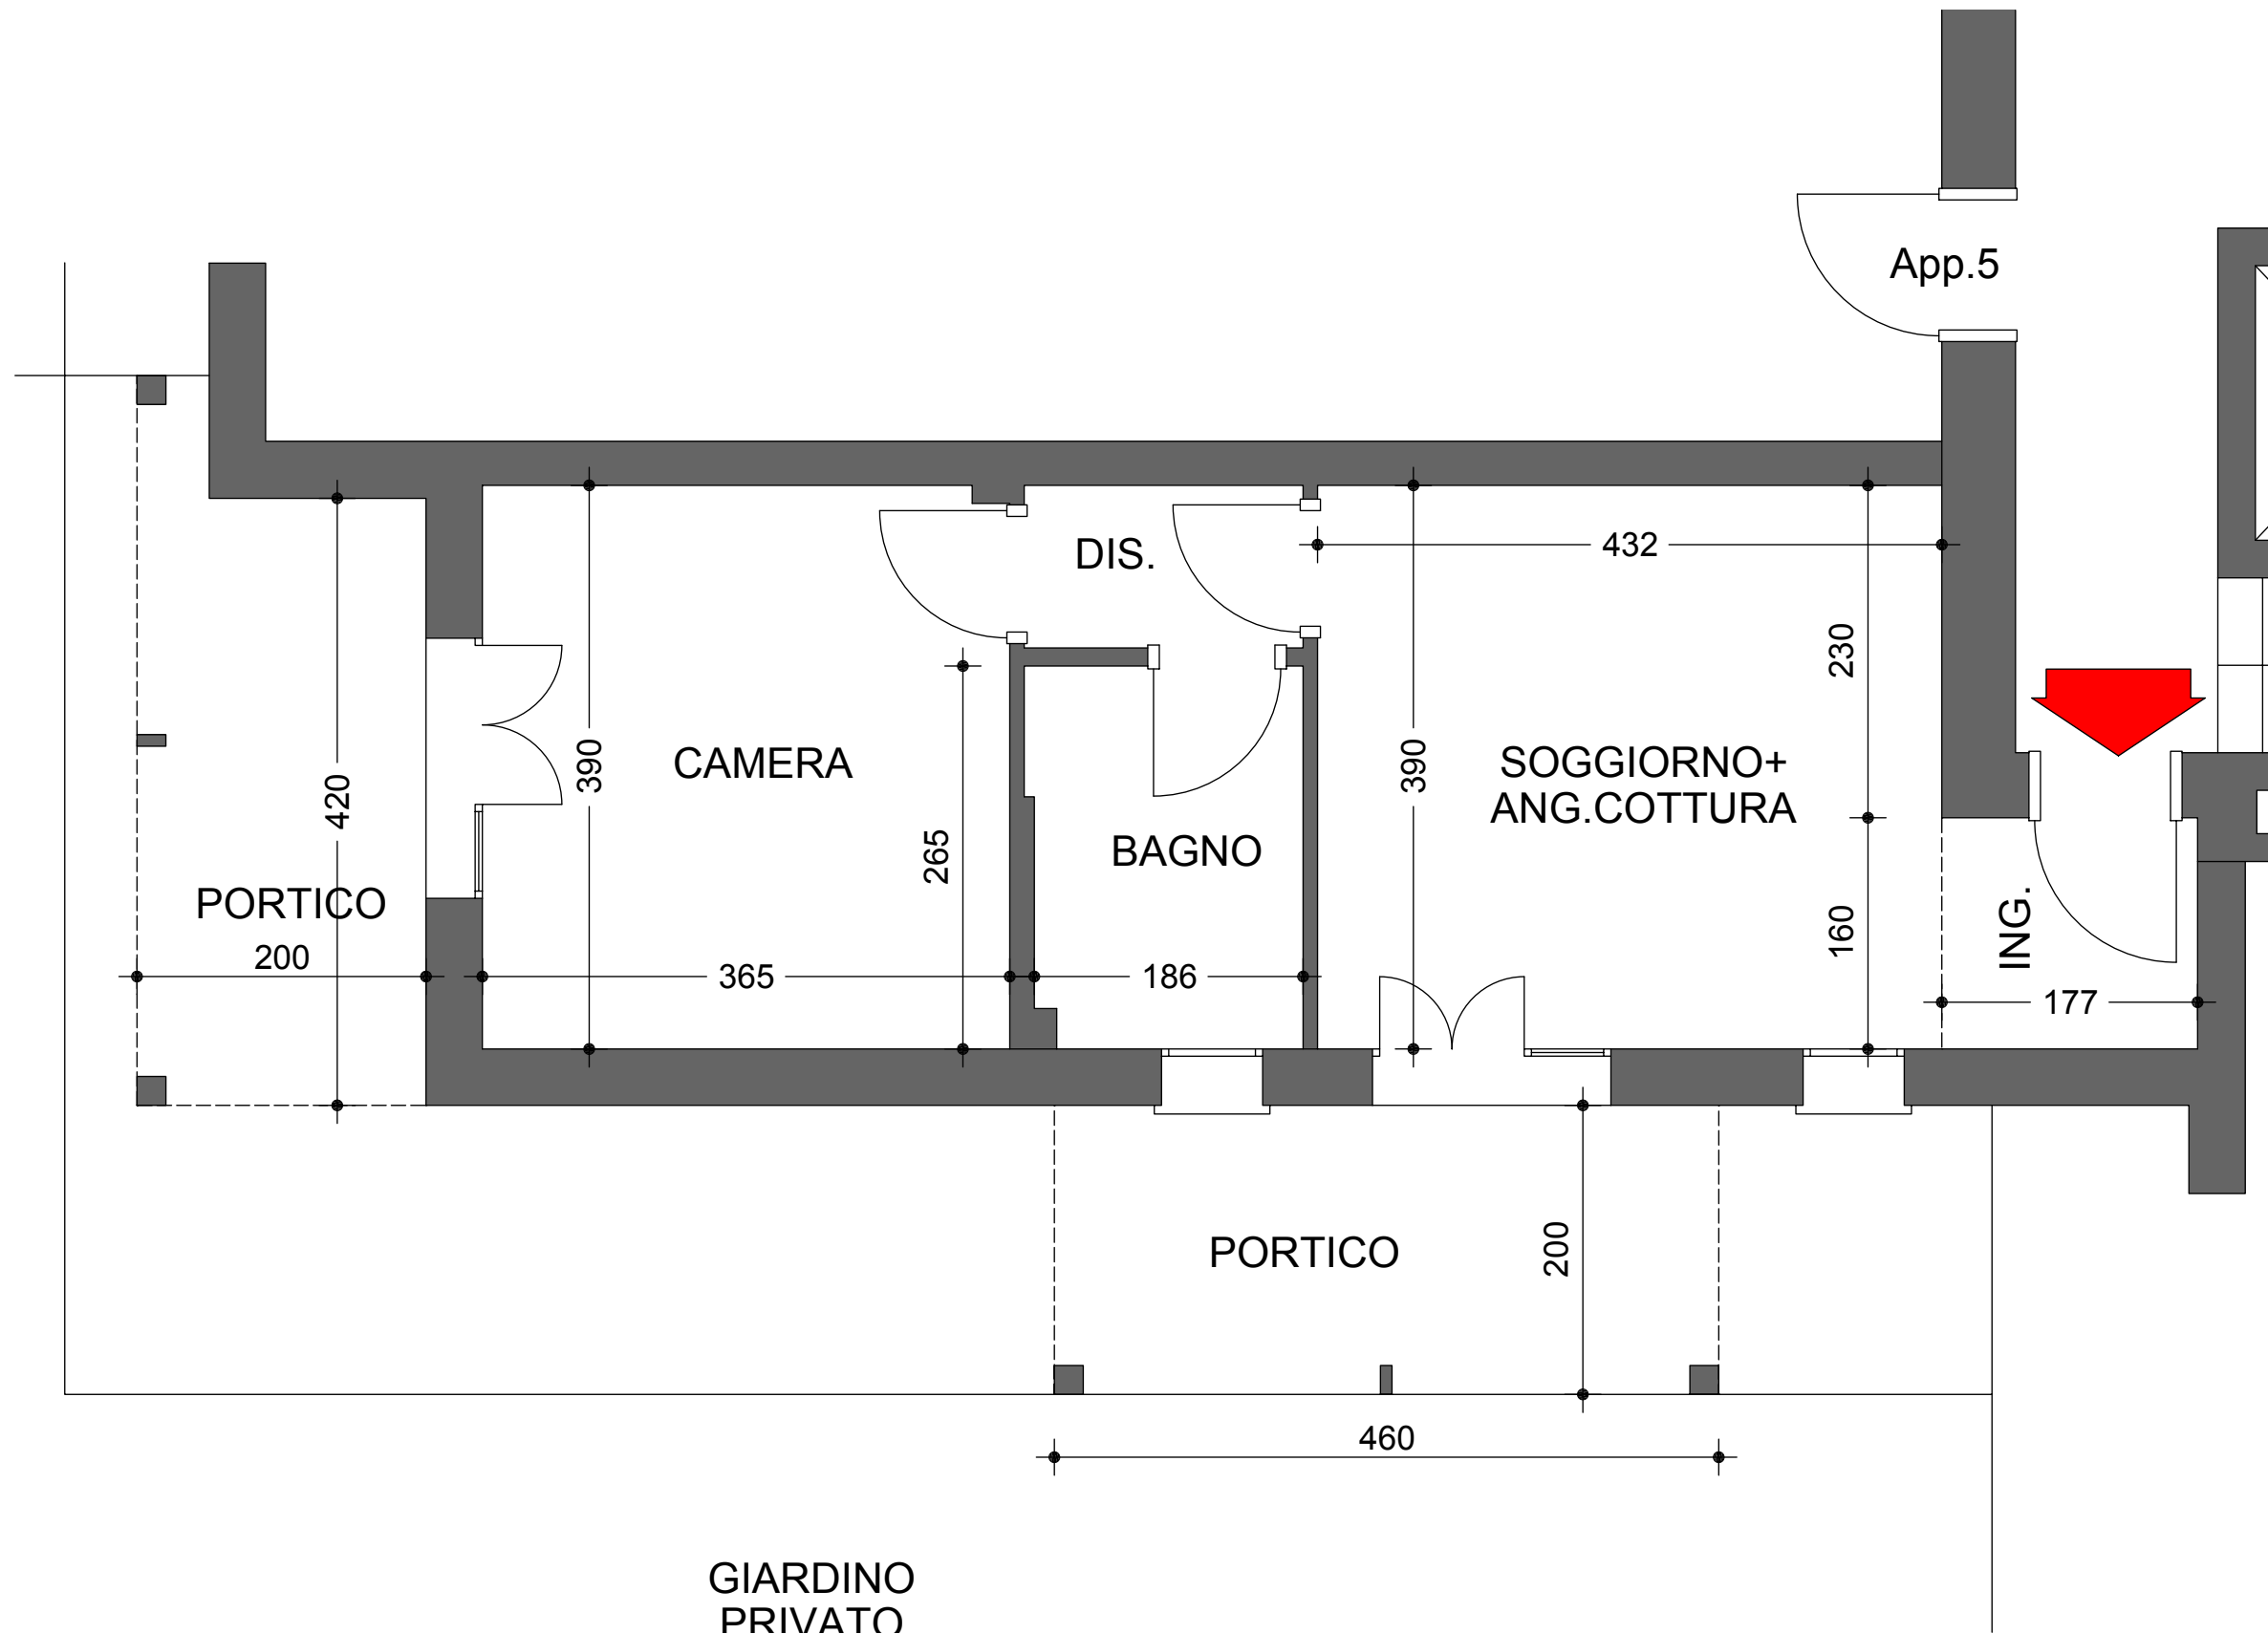 App.5
DIS.
432
230
CAMERA
390
390
SOGGIORNO+
ANG.COTTURA
420
265
BAGNO
160
ING.
PORTICO
200
365
186
177
PORTICO
200
460
GIARDINO
PRIVATO